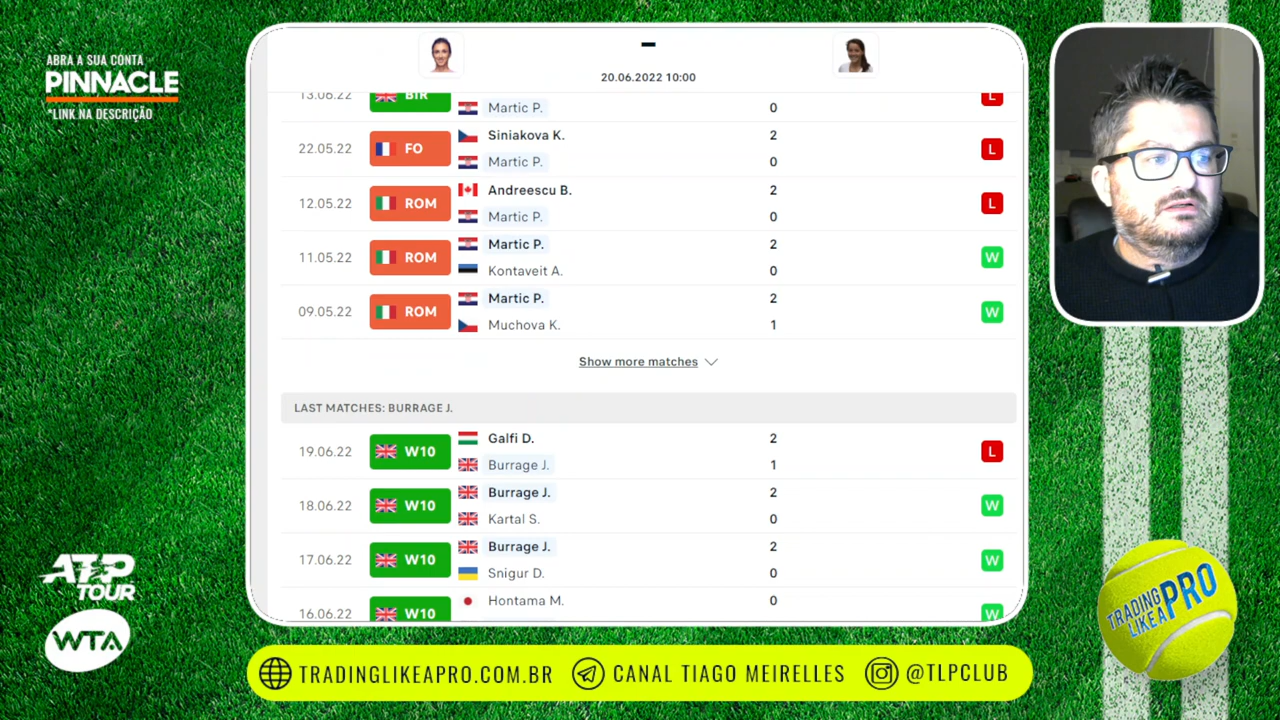 ABRA A SUA CONTA
PINNACLE
*LINK NA DESCRIÇÃO
20.06.2022 10:00
13.06.22 BIR L
Martic P. 0
22.05.22 FO Siniakova K. 2 L
Martic P. 0
12.05.22 ROM Andreescu B. 2 L
Martic P. 0
11.05.22 ROM Martic P. 2 W
Kontaveit A. 0
09.05.22 ROM Martic P. 2 W
Muchova K. 1
Show more matches
LAST MATCHES: BURRAGE J.
19.06.22 W10 Galfi D. 2 L
Burrage J. 1
18.06.22 W10 Burrage J. 2 W
Kartal S. 0
17.06.22 W10 Burrage J. 2 W
Snigur D. 0
16.06.22 W10 Hontama M. 0 W
ATP
TOUR
WTA
TRADING
LIKE A
PRO
TRADINGLIKEAPRO.COM.BR CANAL TIAGO MEIRELLES @TLPCLUB